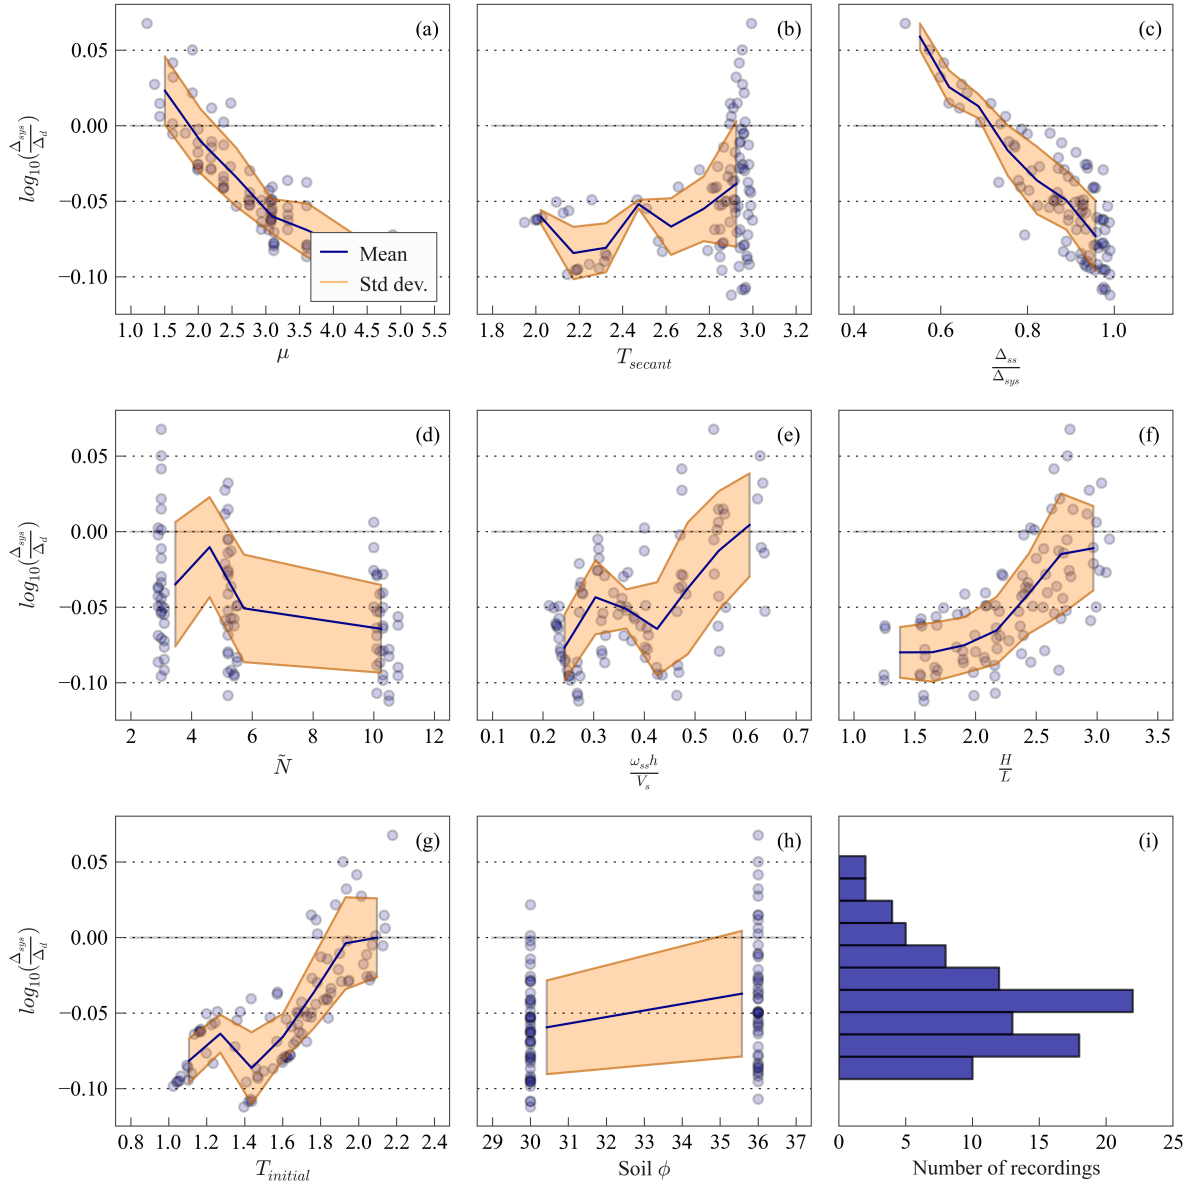 (a) (b) (c)
0.05
0.00
−0.05
−0.10
log10(Δsys/Δd)
Mean
Std dev.
1.0 1.5 2.0 2.5 3.0 3.5 4.0 4.5 5.0 5.5
μ
1.8 2.0 2.2 2.4 2.6 2.8 3.0 3.2
Tsecant
0.4 0.6 0.8 1.0
Δss/Δsys
(d) (e) (f)
0.05
0.00
−0.05
−0.10
log10(Δsys/Δd)
2 4 6 8 10 12
Ñ
0.1 0.2 0.3 0.4 0.5 0.6 0.7
ωssh/Vs
1.0 1.5 2.0 2.5 3.0 3.5
H/L
(g) (h) (i)
0.05
0.00
−0.05
−0.10
log10(Δsys/Δd)
0.8 1.0 1.2 1.4 1.6 1.8 2.0 2.2 2.4
Tinitial
29 30 31 32 33 34 35 36 37
Soil ϕ
0 5 10 15 20 25
Number of recordings